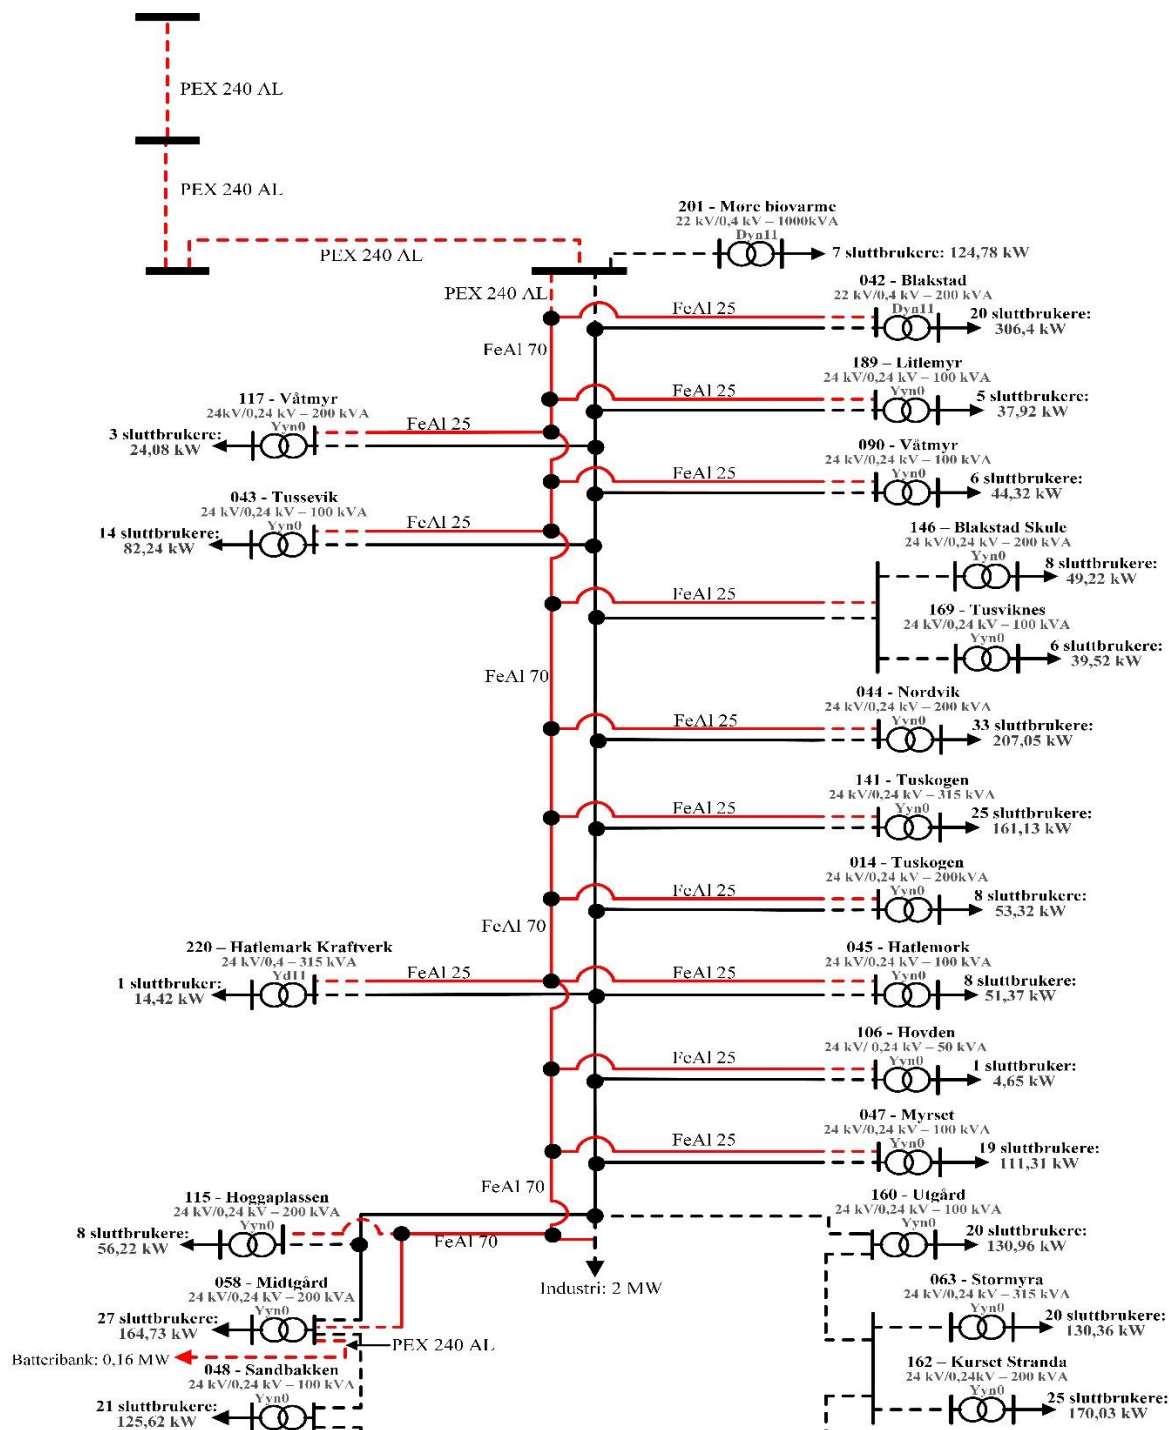 PEX 240 AL
PEX 240 AL
PEX 240 AL
201 - Møre biovarme
22 kV/0,4 kV – 1000kVA
Dyn11
7 sluttbrukere: 124,78 kW
PEX 240 AL
FeAl 25
042 - Blakstad
22 kV/0,4 kV – 200 kVA
Dyn11
20 sluttbrukere:
306,4 kW
FeAl 70
189 – Litlemyr
24 kV/0,24 kV – 100 kVA
Yyn0
FeAl 25
5 sluttbrukere:
37,92 kW
117 - Våtmyr
24kV/0,24 kV – 200 kVA
Yyn0
3 sluttbrukere:
24,08 kW
FeAl 25
090 - Våtmyr
24 kV/0,24 kV – 100 kVA
Yyn0
FeAl 25
6 sluttbrukere:
44,32 kW
043 - Tussevik
24 kV/0,24 kV – 100 kVA
Yyn0
14 sluttbrukere:
82,24 kW
FeAl 25
146 – Blakstad Skule
24 kV/0,24 kV – 200 kVA
Yyn0
8 sluttbrukere:
49,22 kW
FeAl 25
169 - Tusviknes
24 kV/0,24 kV – 100 kVA
Yyn0
6 sluttbrukere:
39,52 kW
FeAl 70
044 - Nordvik
24 kV/0,24 kV – 200 kVA
Yyn0
FeAl 25
33 sluttbrukere:
207,05 kW
141 - Tuskogen
24 kV/0,24 kV – 315 kVA
Yyn0
FeAl 25
25 sluttbrukere:
161,13 kW
014 - Tuskogen
24 kV/0,24 kV – 200kVA
Yyn0
FeAl 25
8 sluttbrukere:
53,32 kW
FeAl 70
220 – Hatlemark Kraftverk
24 kV/0,4 – 315 kVA
Yd11
1 sluttbruker:
14,42 kW
FeAl 25
045 - Hatlemork
24 kV/0,24 kV – 100 kVA
Yyn0
FeAl 25
8 sluttbrukere:
51,37 kW
106 - Hovden
24 kV/ 0,24 kV – 50 kVA
Yyn0
FeAl 25
1 sluttbrukere:
4,65 kW
047 - Myrset
24 kV/0,24 kV – 100 kVA
Yyn0
FeAl 25
19 sluttbrukere:
111,31 kW
FeAl 70
115 - Hoggaplassen
24 kV/0,24 kV – 200 kVA
Yyn0
8 sluttbrukere:
56,22 kW
FeAl 70
160 - Utgård
24 kV/0,24 kV – 100 kVA
Yyn0
20 sluttbrukere:
130,96 kW
Industri: 2 MW
058 - Midtgård
24 kV/0,24 kV – 200 kVA
Yyn0
27 sluttbrukere:
164,73 kW
063 – Stormyra
24 kV/0,24 kV – 315 kVA
Yyn0
20 sluttbrukere:
130,36 kW
PEX 240 AL
Batteribank: 0,16 MW
048 - Sandbakken
24 kV/0,24 kV – 100 kVA
Yyn0
21 sluttbrukere:
125,62 kW
162 – Kurset Stranda
24 kV/0,24kV – 200 kVA
Yyn0
25 sluttbrukere:
170,03 kW